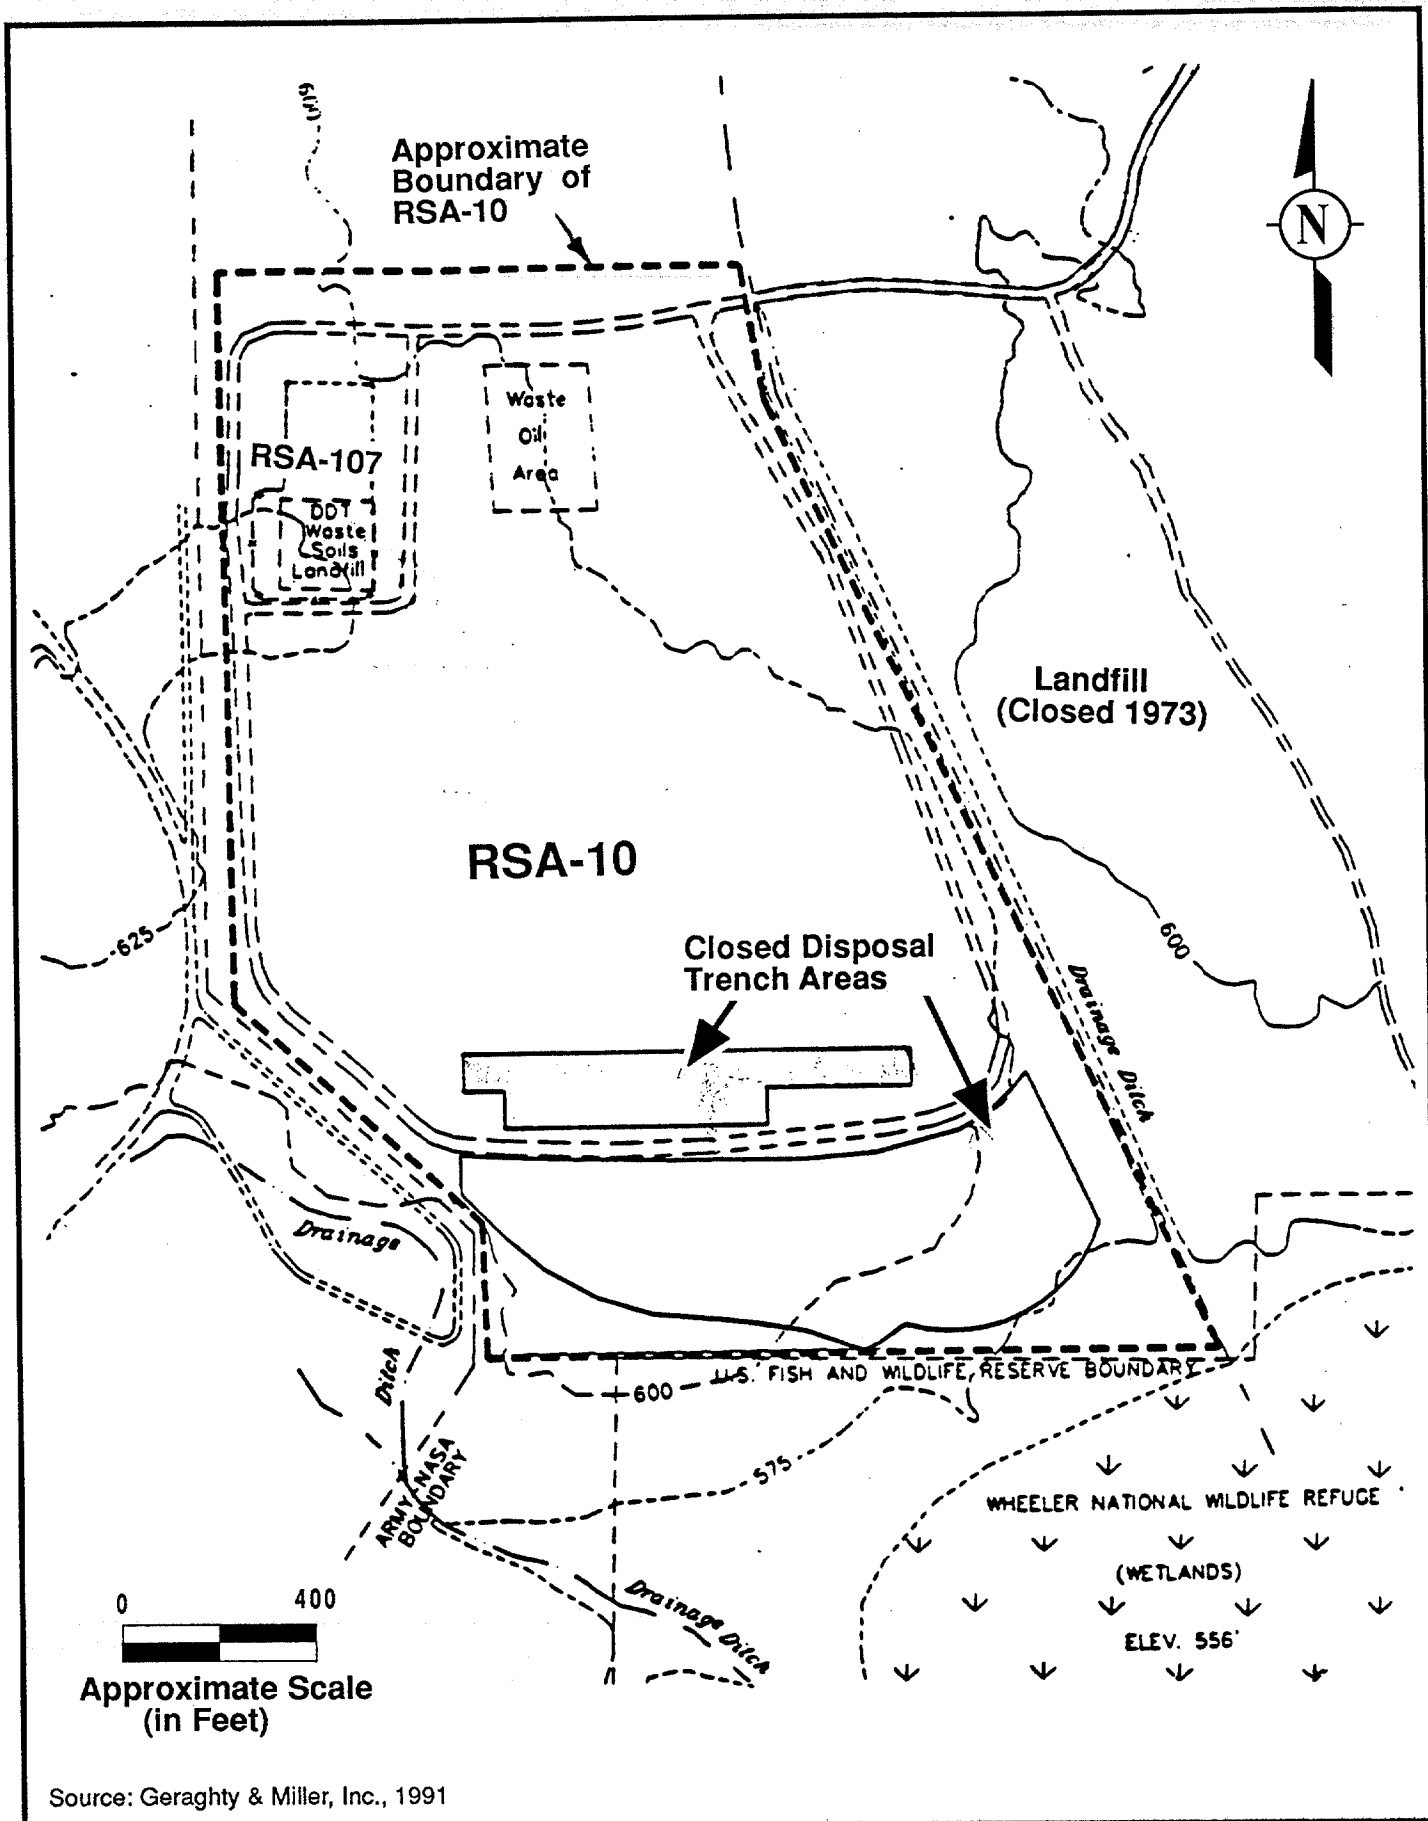 600
Approximate
Boundary of
RSA-10
N
Waste
Oil
Area
RSA-107
DDT
Waste
Soils
Landfill
Landfill
(Closed 1973)
RSA-10
625
600
Closed Disposal
Trench Areas
Drainage Ditch
Drainage
Ditch
U.S. FISH AND WILDLIFE RESERVE BOUNDARY
600
575
ARMY-NASA
BOUNDARY
WHEELER NATIONAL WILDLIFE REFUGE
(WETLANDS)
ELEV. 556'
Drainage Ditch
0 400
Approximate Scale
(in Feet)
Source: Geraghty & Miller, Inc., 1991